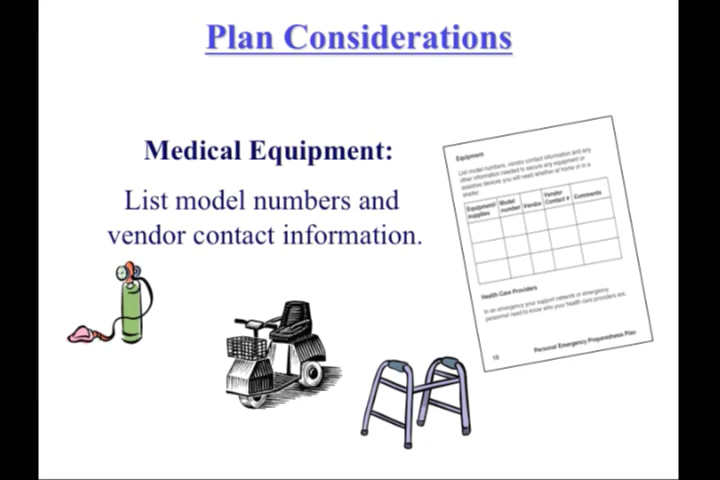 Plan Considerations
Medical Equipment:
List model numbers and
vendor contact information.
Equipment
List model numbers, vendor contact information and any
other information needed to secure any equipment or
assistive devices you will need whether at home or in a
shelter.
Equipment/ Model Vendor Vendor Comments
supplies number Contact #
Health Care Providers
In an emergency your support network or emergency
personal need to know who your health care providers are.
10 Personal Emergency Preparedness Plan